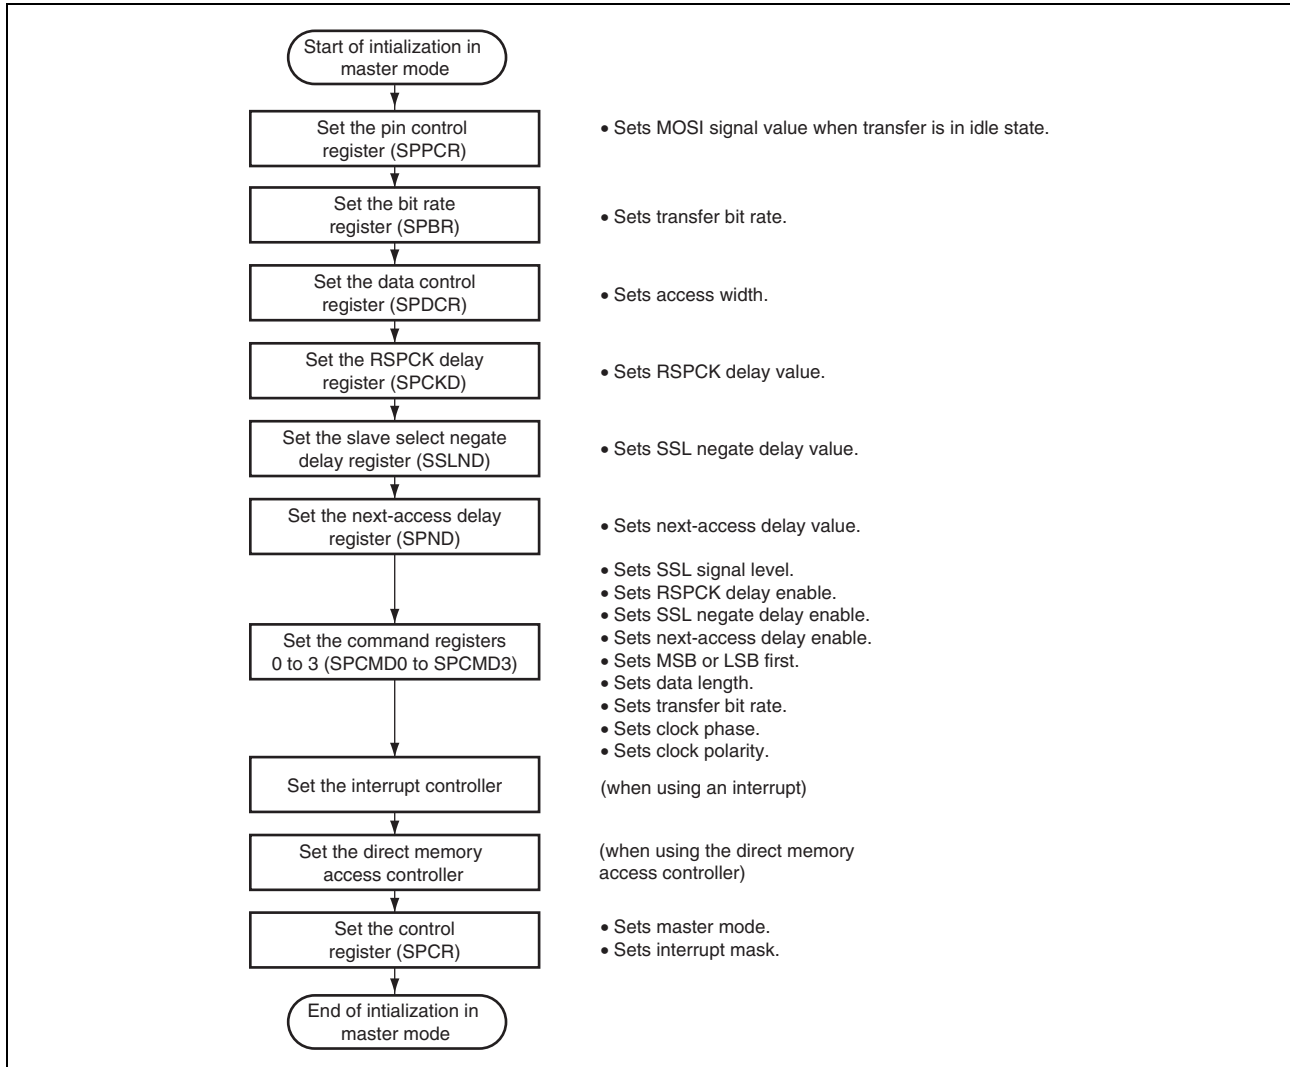 Start of intialization in
master mode
Set the pin control
register (SPPCR)
• Sets MOSI signal value when transfer is in idle state.
Set the bit rate
register (SPBR)
• Sets transfer bit rate.
Set the data control
register (SPDCR)
• Sets access width.
Set the RSPCK delay
register (SPCKD)
• Sets RSPCK delay value.
Set the slave select negate
delay register (SSLND)
• Sets SSL negate delay value.
Set the next-access delay
register (SPND)
• Sets next-access delay value.
Set the command registers
0 to 3 (SPCMD0 to SPCMD3)
• Sets SSL signal level.
• Sets RSPCK delay enable.
• Sets SSL negate delay enable.
• Sets next-access delay enable.
• Sets MSB or LSB first.
• Sets data length.
• Sets transfer bit rate.
• Sets clock phase.
• Sets clock polarity.
Set the interrupt controller
(when using an interrupt)
Set the direct memory
access controller
(when using the direct memory
access controller)
Set the control
register (SPCR)
• Sets master mode.
• Sets interrupt mask.
End of intialization in
master mode